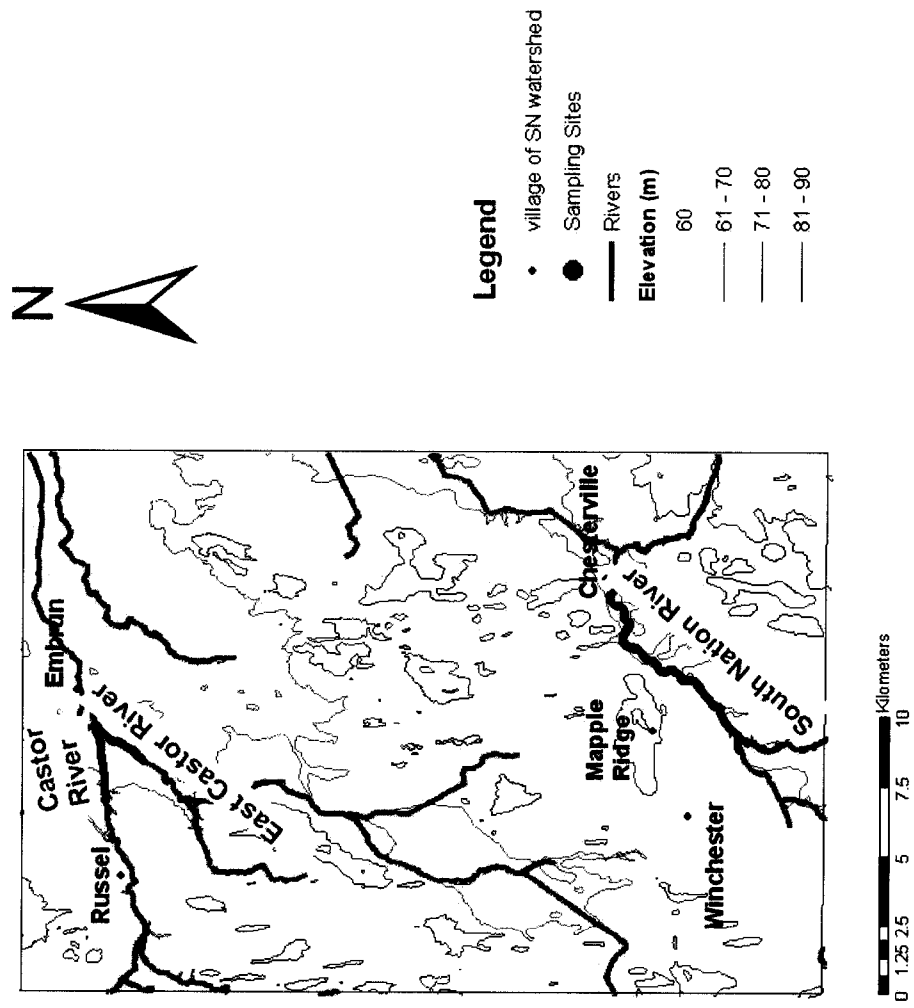 N
Castor
River
Embrun
Russel
East Castor River
Chesterville
South Nation River
Mapple
Ridge
Winchester
Legend
village of SN watershed
Sampling Sites
Rivers
Elevation (m)
60
61 - 70
71 - 80
81 - 90
0 1.25 2.5 5 7.5 10
Kilometers